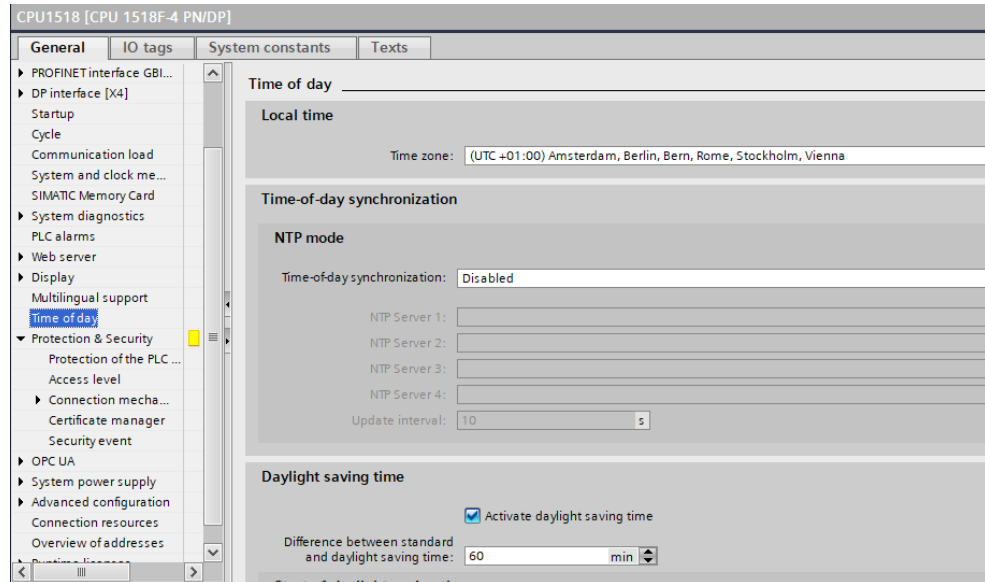 CPU1518 [CPU 1518F-4 PN/DP]
General IO tags System constants Texts
PROFINET interface GBI...
DP interface [X4]
Startup
Cycle
Communication load
System and clock me...
SIMATIC Memory Card
System diagnostics
PLC alarms
Web server
Display
Multilingual support
Time of day
Protection & Security
Protection of the PLC ...
Access level
Connection mecha...
Certificate manager
Security event
OPC UA
System power supply
Advanced configuration
Connection resources
Overview of addresses
Time of day
Local time
Time zone: (UTC +01:00) Amsterdam, Berlin, Bern, Rome, Stockholm, Vienna
Time-of-day synchronization
NTP mode
Time-of-day synchronization: Disabled
NTP Server 1:
NTP Server 2:
NTP Server 3:
NTP Server 4:
Update interval: 10 s
Daylight saving time
Activate daylight saving time
Difference between standard
and daylight saving time: 60 min